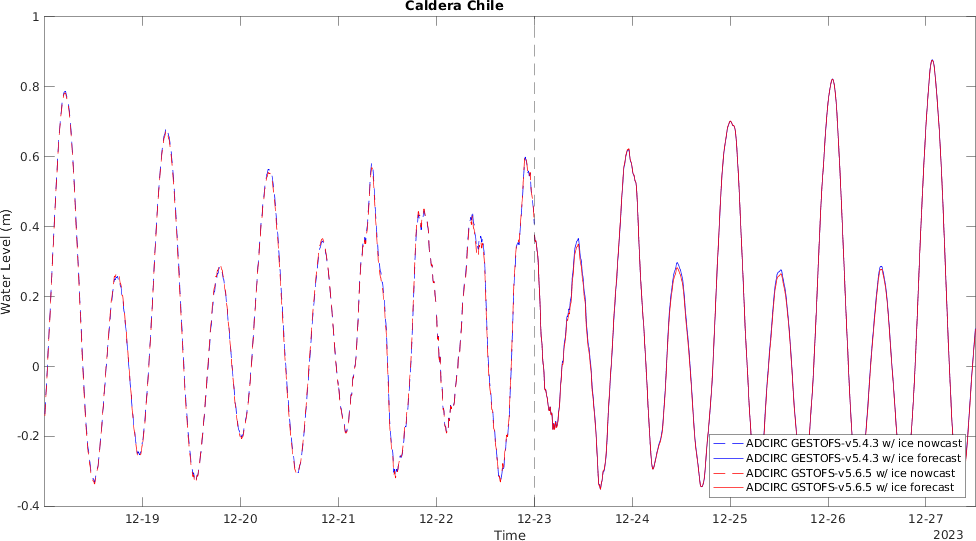 Caldera Chile
1
0.8
0.6
0.4
0.2
0
-0.2
-0.4
Water Level (m)
12-19 12-20 12-21 12-22 12-23 12-24 12-25 12-26 12-27
Time
2023
ADCIRC GESTOFS-v5.4.3 w/ ice nowcast
ADCIRC GESTOFS-v5.4.3 w/ ice forecast
ADCIRC GSTOFS-v5.6.5 w/ ice nowcast
ADCIRC GSTOFS-v5.6.5 w/ ice forecast